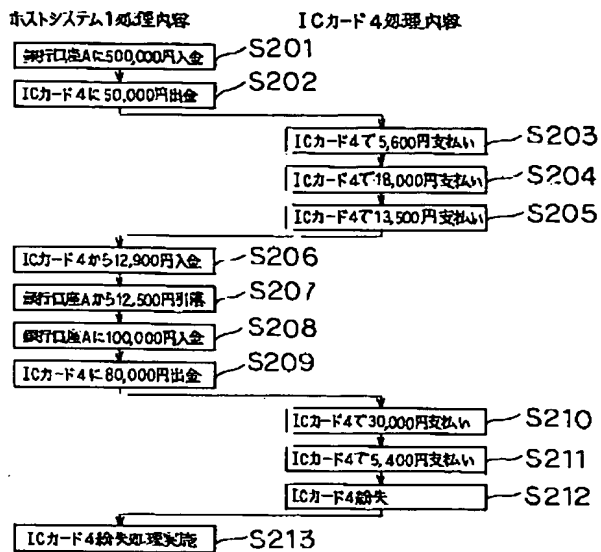 ホストシステム1処理内容
ICカード4処理内容
銀行口座Aに500,000円入金 S201
ICカード4に50,000円出金 S202
ICカード4で5,600円支払い S203
ICカード4で18,000円支払い S204
ICカード4で13,500円支払い S205
ICカード4から12,900円入金 S206
銀行口座Aから12,500円引落 S207
銀行口座Aに100,000円入金 S208
ICカード4に80,000円出金 S209
ICカード4で30,000円支払い S210
ICカード4で5,400円支払い S211
ICカード4紛失 S212
ICカード4紛失処理実施 S213